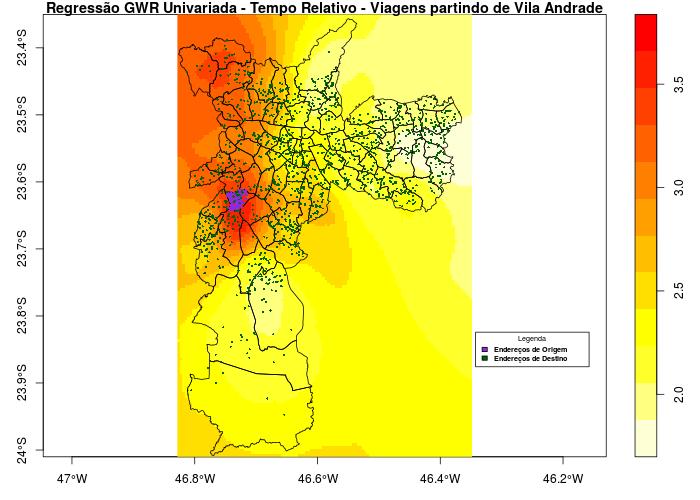 Regressão GWR Univariada - Tempo Relativo - Viagens partindo de Vila Andrade
23.4°S
23.5°S
23.6°S
23.7°S
23.8°S
23.9°S
24°S
47°W
46.8°W
46.6°W
46.4°W
46.2°W
Legenda
Endereços de Origem
Endereços de Destino
3.5
3.0
2.5
2.0